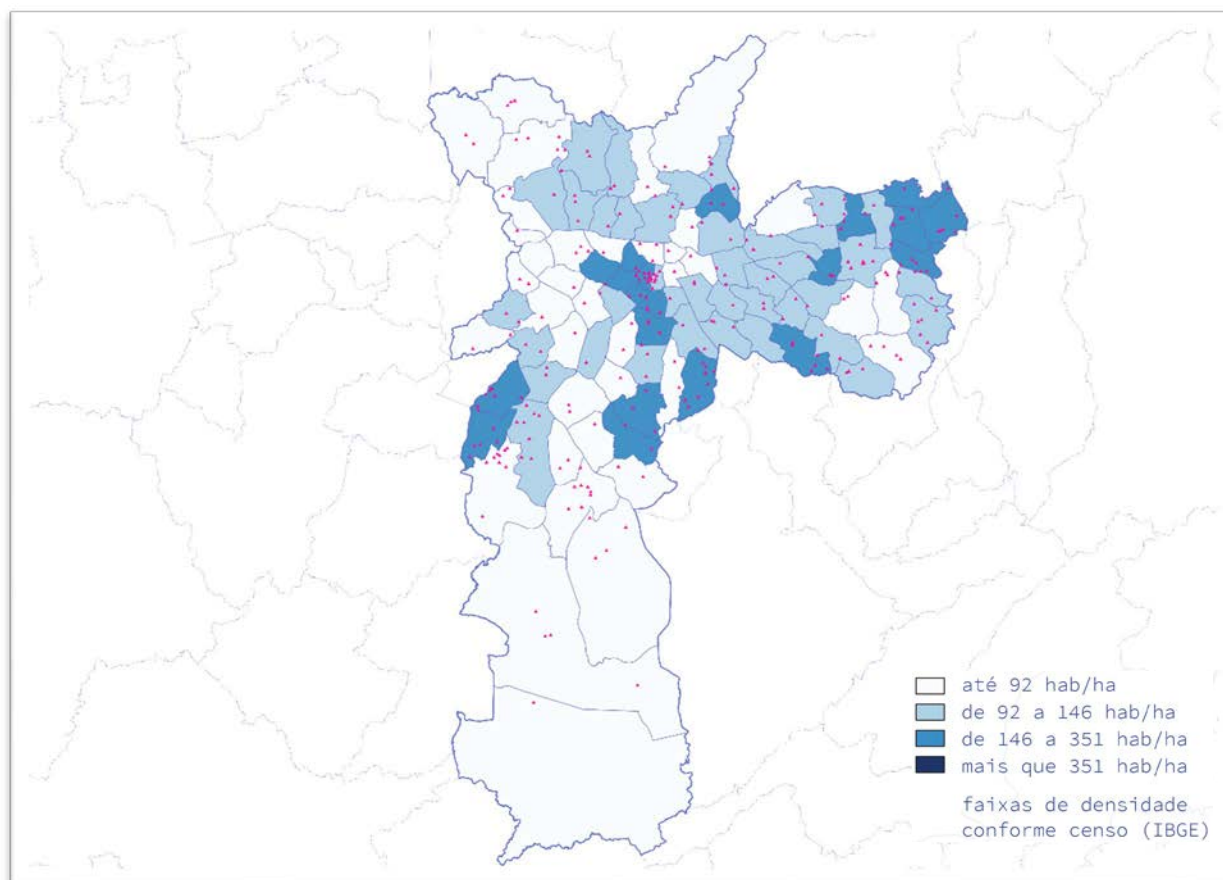 até 92 hab/ha
de 92 a 146 hab/ha
de 146 a 351 hab/ha
mais que 351 hab/ha
faixas de densidade
conforme censo (IBGE)